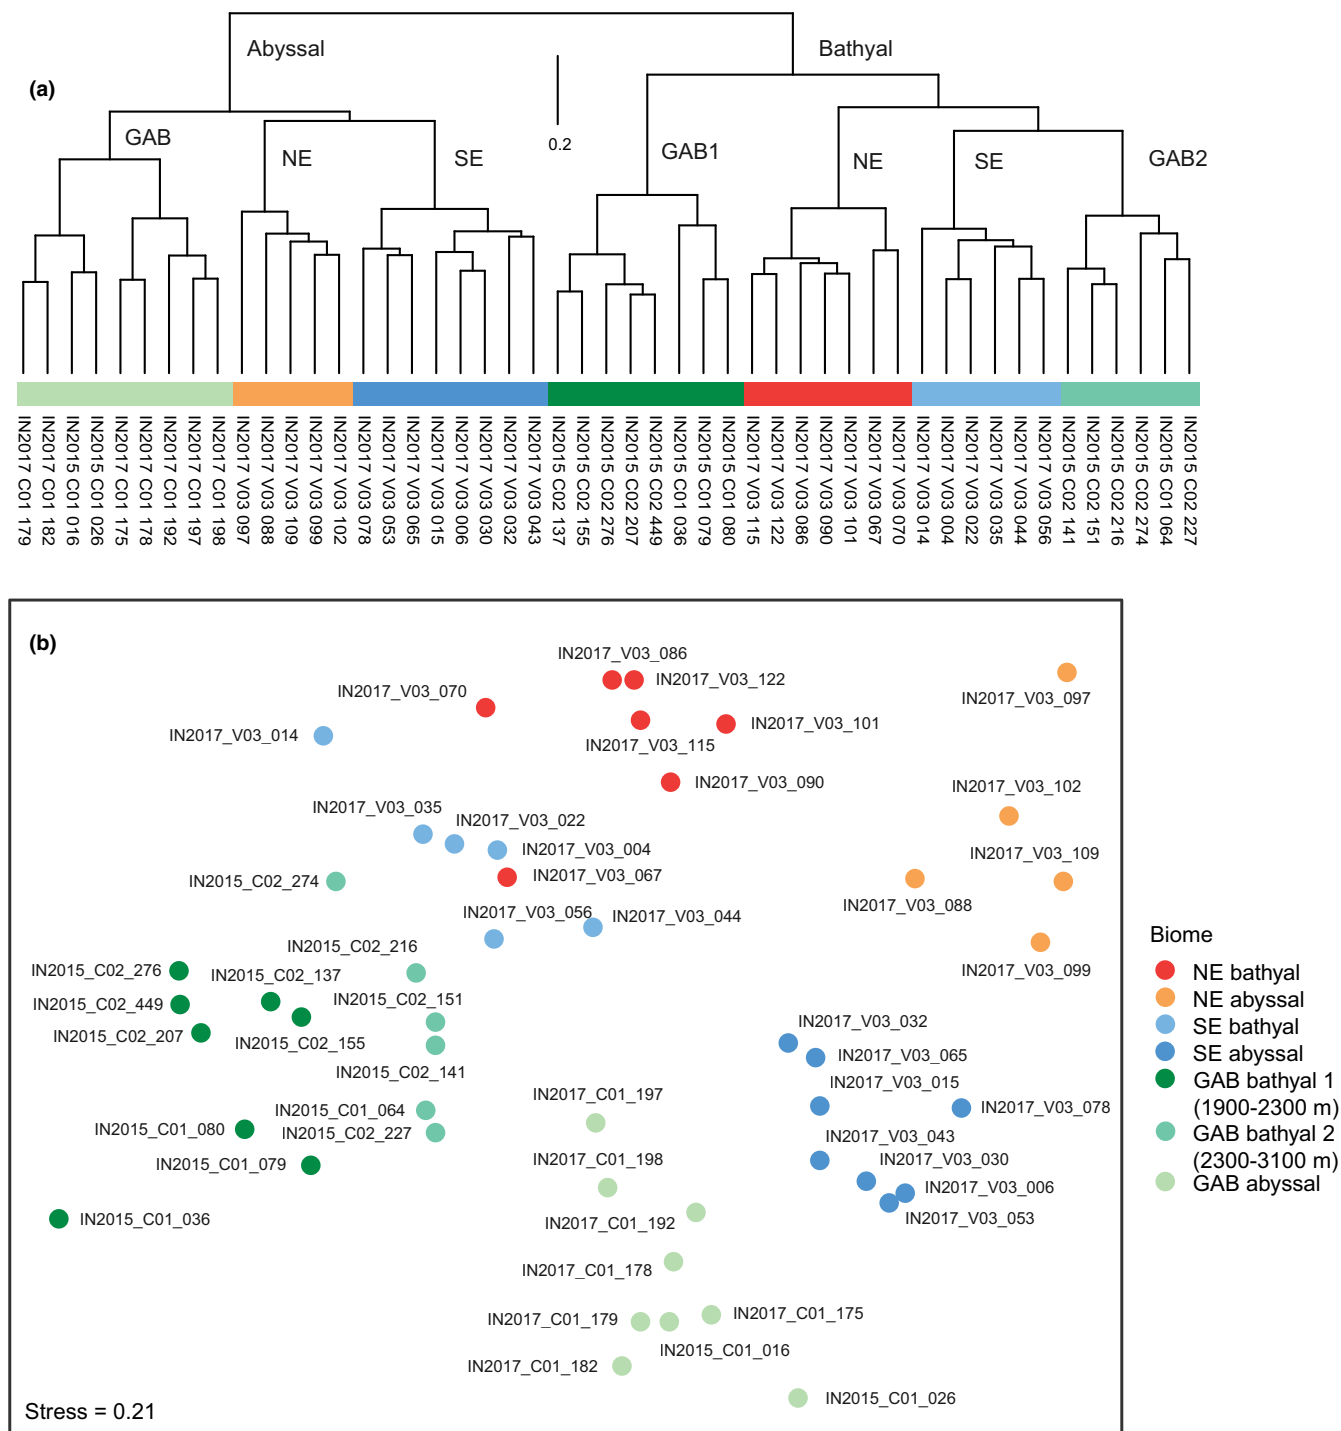 (a)
Abyssal
Bathyal
0.2
GAB
NE
SE
GAB1
NE
SE
GAB2
IN2017 C01 179
IN2017 C01 182
IN2015 C01 016
IN2015 C01 026
IN2017 C01 175
IN2017 C01 178
IN2017 C01 192
IN2017 C01 197
IN2017 C01 198
IN2017 V03 097
IN2017 V03 088
IN2017 V03 109
IN2017 V03 099
IN2017 V03 102
IN2017 V03 078
IN2017 V03 053
IN2017 V03 065
IN2017 V03 015
IN2017 V03 006
IN2017 V03 030
IN2017 V03 032
IN2017 V03 043
IN2015 C02 137
IN2015 C02 155
IN2015 C02 276
IN2015 C02 207
IN2015 C02 449
IN2015 C01 036
IN2015 C01 079
IN2015 C01 080
IN2017 V03 115
IN2017 V03 122
IN2017 V03 086
IN2017 V03 090
IN2017 V03 101
IN2017 V03 067
IN2017 V03 070
IN2017 V03 014
IN2017 V03 004
IN2017 V03 022
IN2017 V03 035
IN2017 V03 044
IN2017 V03 056
IN2015 C02 141
IN2015 C02 151
IN2015 C02 216
IN2015 C02 274
IN2015 C01 064
IN2015 C02 227
(b)
IN2017_V03_086
IN2017_V03_122
IN2017_V03_070
IN2017_V03_097
IN2017_V03_101
IN2017_V03_014
IN2017_V03_115
IN2017_V03_090
IN2017_V03_102
IN2017_V03_035
IN2017_V03_022
IN2017_V03_004
IN2017_V03_109
IN2017_V03_067
IN2015_C02_274
IN2017_V03_088
IN2017_V03_056
IN2017_V03_044
IN2015_C02_216
IN2017_V03_099
IN2015_C02_276
IN2015_C02_137
IN2015_C02_151
IN2015_C02_449
IN2015_C02_207
IN2015_C02_155
IN2017_V03_032
IN2017_V03_065
IN2015_C02_141
IN2017_V03_015
IN2017_C01_197
IN2017_V03_078
IN2015_C01_064
IN2015_C01_080
IN2015_C02_227
IN2017_V03_043
IN2015_C01_079
IN2017_C01_198
IN2017_V03_030
IN2017_V03_006
IN2015_C01_036
IN2017_C01_192
IN2017_V03_053
IN2017_C01_178
IN2017_C01_179
IN2017_C01_175
IN2015_C01_016
IN2017_C01_182
IN2015_C01_026
Stress = 0.21
Biome
NE bathyal
NE abyssal
SE bathyal
SE abyssal
GAB bathyal 1
(1900-2300 m)
GAB bathyal 2
(2300-3100 m)
GAB abyssal